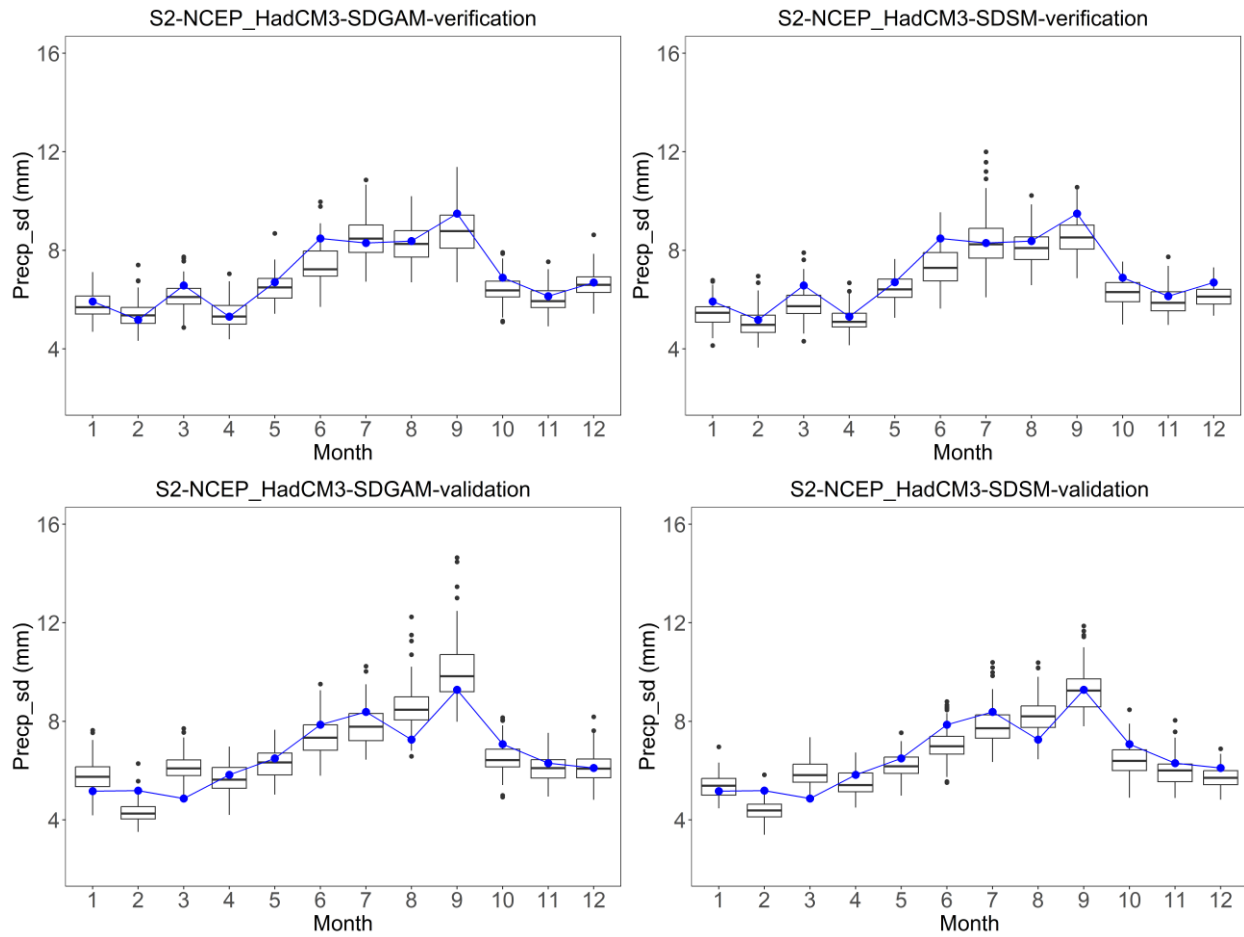 S2-NCEP_HadCM3-SDGAM-verification
Precp_sd (mm)
16
12
8
4
1 2 3 4 5 6 7 8 9 10 11 12
Month
S2-NCEP_HadCM3-SDSM-verification
Precp_sd (mm)
16
12
8
4
1 2 3 4 5 6 7 8 9 10 11 12
Month
S2-NCEP_HadCM3-SDGAM-validation
Precp_sd (mm)
16
12
8
4
1 2 3 4 5 6 7 8 9 10 11 12
Month
S2-NCEP_HadCM3-SDSM-validation
Precp_sd (mm)
16
12
8
4
1 2 3 4 5 6 7 8 9 10 11 12
Month